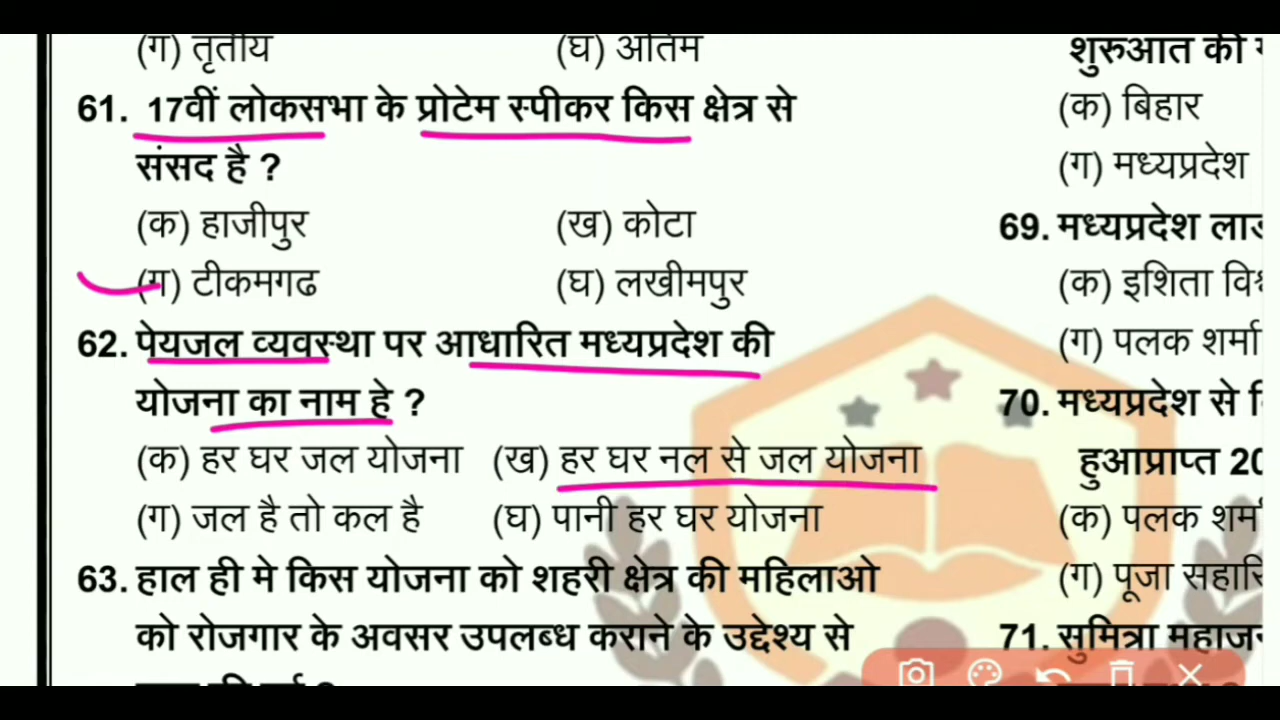 (ग) तृतीय (घ) अंतिम
61. 17वीं लोकसभा के प्रोटेम स्पीकर किस क्षेत्र से
संसद है ?
(क) हाजीपुर (ख) कोटा
(ग) टीकमगढ (घ) लखीमपुर
62. पेयजल व्यवस्था पर आधारित मध्यप्रदेश की
योजना का नाम हे ?
(क) हर घर जल योजना (ख) हर घर नल से जल योजना
(ग) जल है तो कल है (घ) पानी हर घर योजना
63. हाल ही मे किस योजना को शहरी क्षेत्र की महिलाओ
को रोजगार के अवसर उपलब्ध कराने के उद्देश्य से
शुरुआत की
(क) बिहार
(ग) मध्यप्रदेश
69. मध्यप्रदेश
(क) इशिता
(ग) पलक शर्मा
70. मध्यप्रदेश से
हुआप्राप्त
(क) पलक
(ग) पूजा
71. सुमित्रा